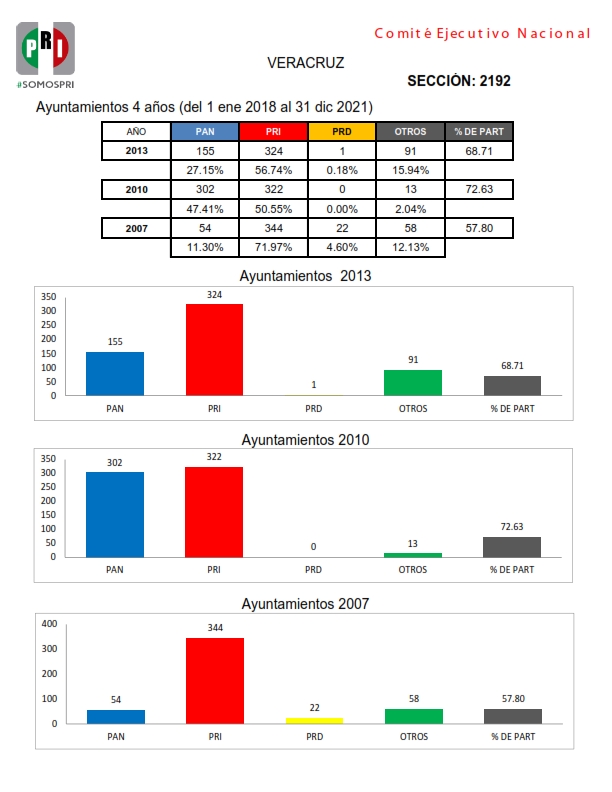 Comité Ejecutivo Nacional
PRI
#SOMOSPRI
VERACRUZ
SECCIÒN: 2192
Ayuntamientos 4 años (del 1 ene 2018 al 31 dic 2021)
AÑO PAN PRI PRD OTROS % DE PART
2013 155 324 1 91 68.71
27.15% 56.74% 0.18% 15.94%
2010 302 322 0 13 72.63
47.41% 50.55% 0.00% 2.04%
2007 54 344 22 58 57.80
11.30% 71.97% 4.60% 12.13%
Ayuntamientos 2013
350
300
250
200
150
100
50
0
155 324 1 91 68.71
PAN PRI PRD OTROS % DE PART
Ayuntamientos 2010
350
300
250
200
150
100
50
0
302 322 0 13 72.63
PAN PRI PRD OTROS % DE PART
Ayuntamientos 2007
400
300
200
100
0
54 344 22 58 57.80
PAN PRI PRD OTROS % DE PART